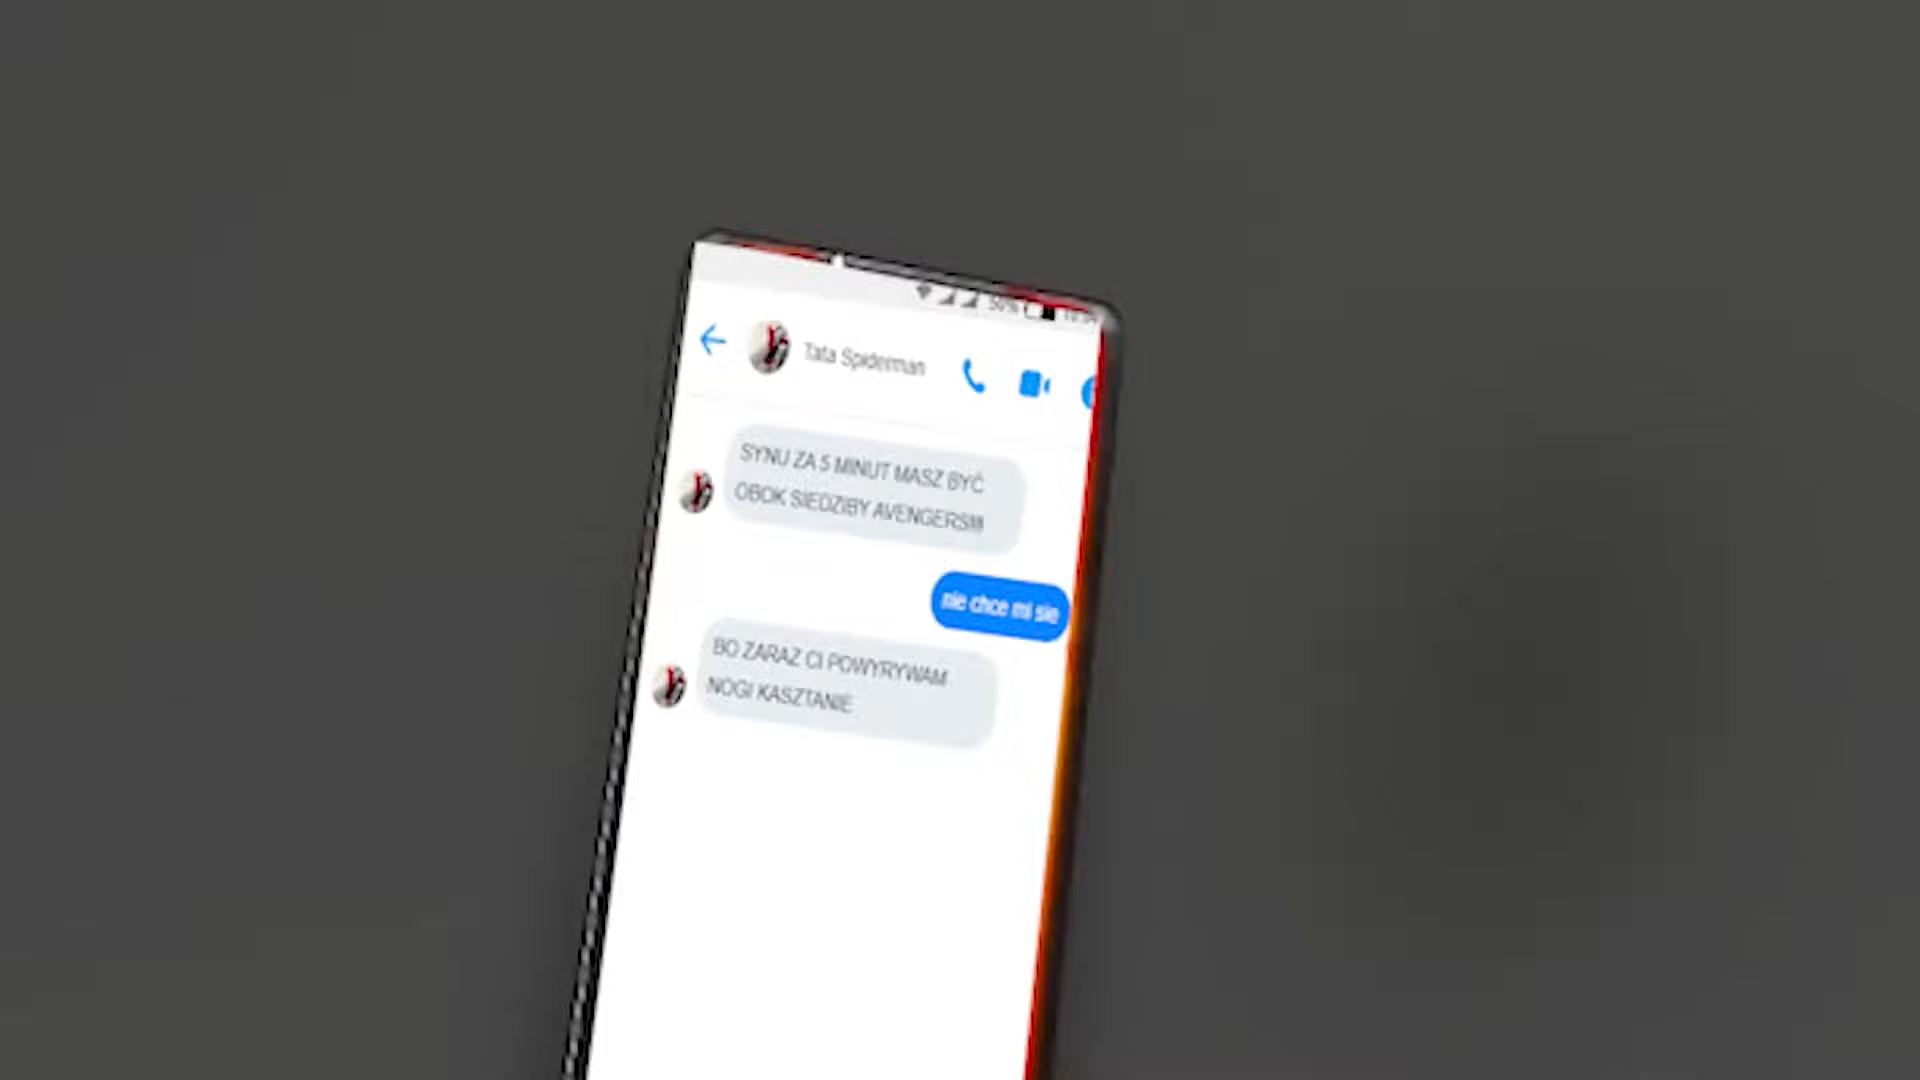 50%
Tata Spiderman
SYNU ZA 5 MINUT MASZ BYĆ
OBOK SIEDZIBY AVENGERS!!!!
nie chce mi sie
BO ZARAZ CI POWYRYWAM
NOGI KASZTANIE